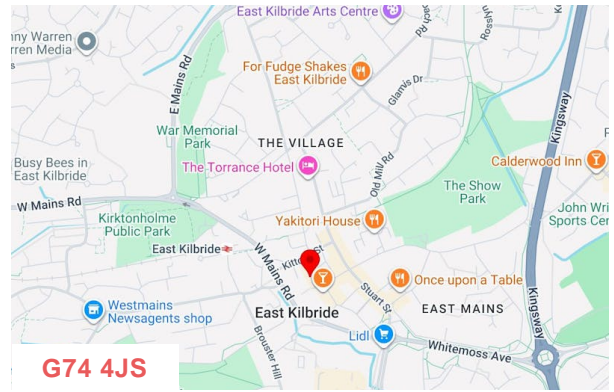 East Kilbride Arts Centre
nny Warren
ren Media
For Fudge Shakes
East Kilbride
Glamis Dr
E Mains Rd
Kingsway
War Memorial
Park
THE VILLAGE
Calderwood Inn
Busy Bees in
East Kilbride
The Torrance Hotel
Old Mill Rd
The Show
Park
W Mains Rd
Kirktonholme
Public Park
Yakitori House
John Wri
Sports Cen
East Kilbride
Kittoch St
W Mains Rd
Once upon a Table
Westmains
Newsagents shop
East Kilbride
Stuart St
EAST MAINS
Kingsway
Brouster Hill
Lidl
Whitemoss Ave
G74 4JS